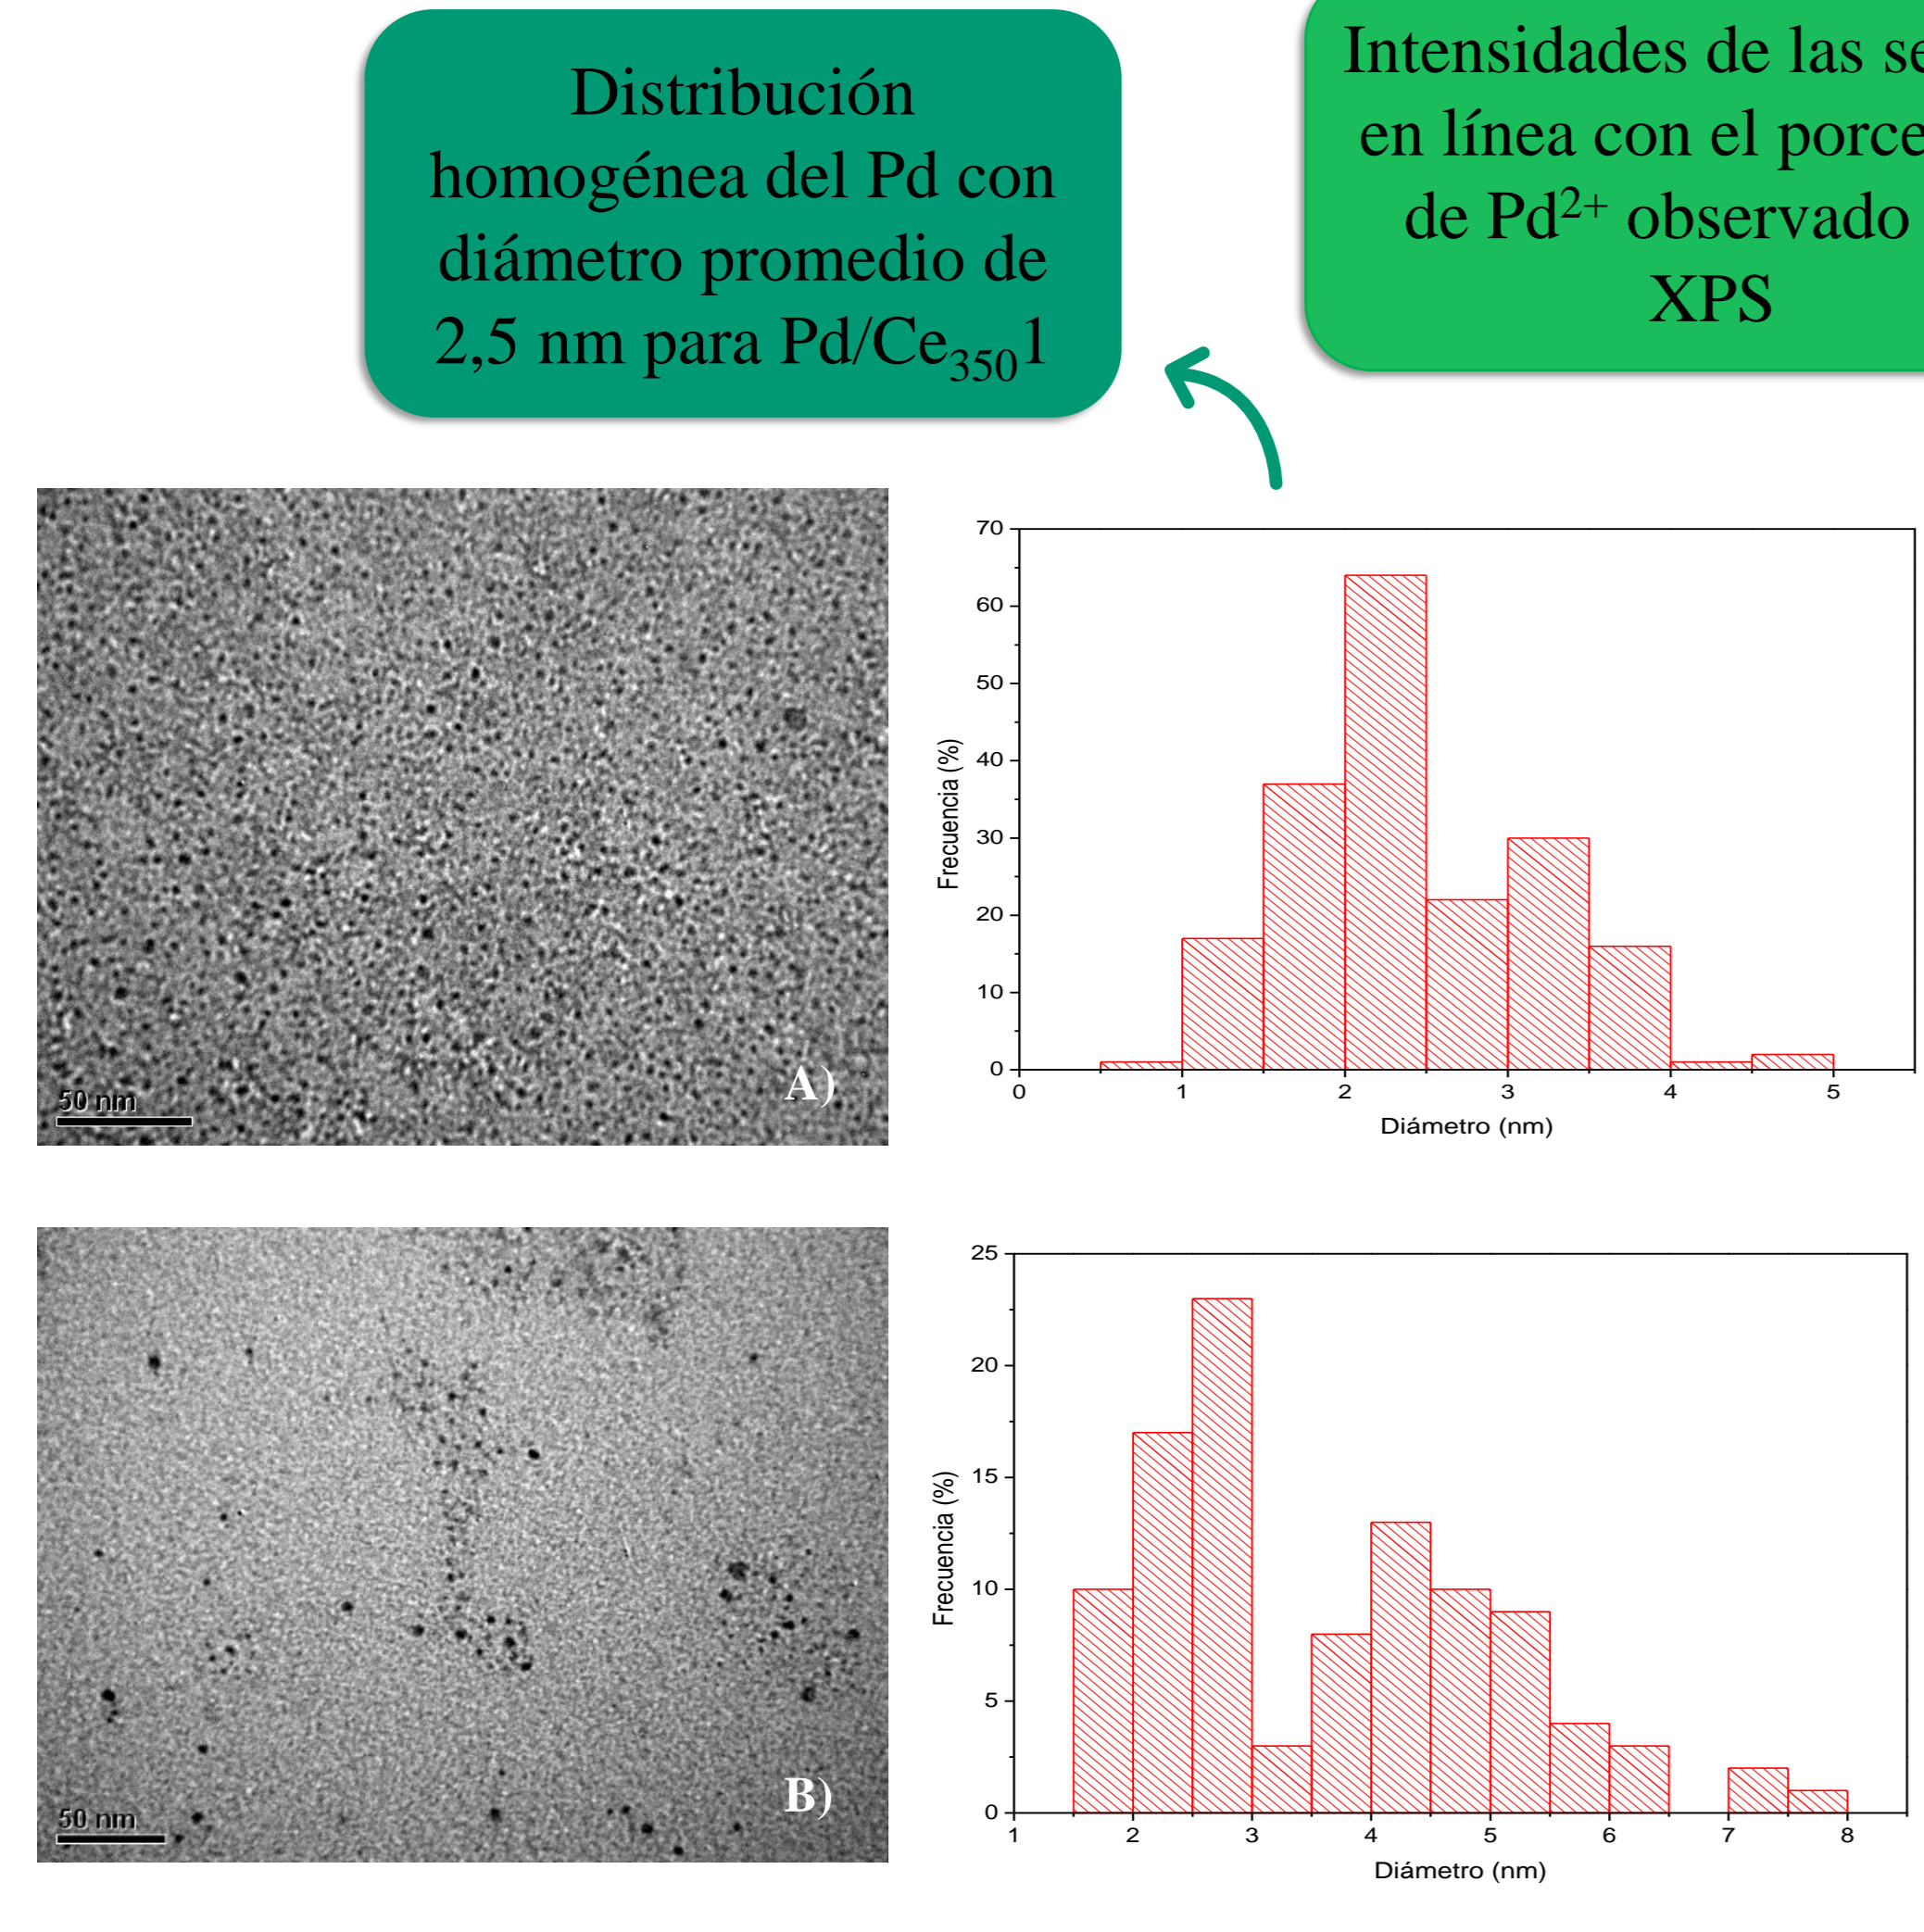 Distribución
homogénea del Pd con
diámetro promedio de
2,5 nm para Pd/Ce₃₅₀1
Intensidades de las
en línea con el
de Pd²⁺ observado
XPS
50 nm
A)
70
60
50
40
30
20
10
0
Frecuencia (%)
0 1 2 3 4 5
Diámetro (nm)
50 nm
B)
25
20
15
10
5
0
Frecuencia (%)
1 2 3 4 5 6 7 8
Diámetro (nm)